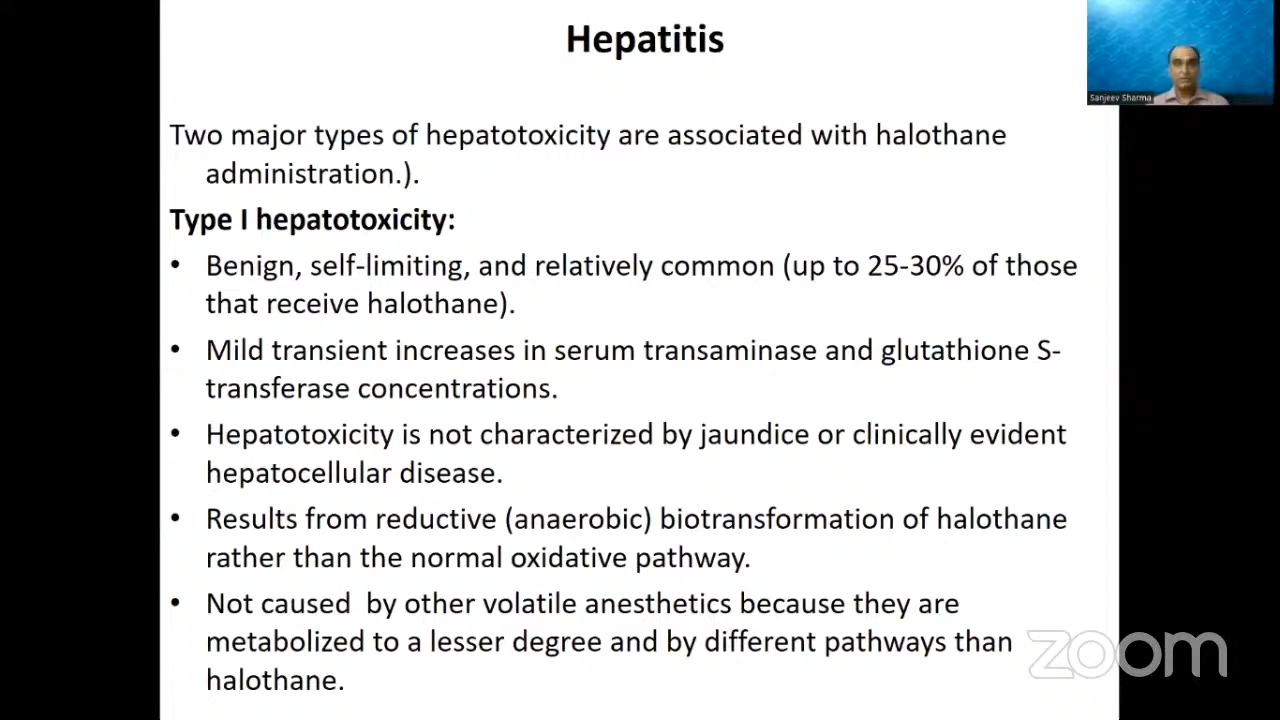 Hepatitis
Sanjeev Sharma
Two major types of hepatotoxicity are associated with halothane
administration.).
Type I hepatotoxicity:
• Benign, self-limiting, and relatively common (up to 25-30% of those
that receive halothane).
• Mild transient increases in serum transaminase and glutathione S-
transferase concentrations.
• Hepatotoxicity is not characterized by jaundice or clinically evident
hepatocellular disease.
• Results from reductive (anaerobic) biotransformation of halothane
rather than the normal oxidative pathway.
• Not caused  by other volatile anesthetics because they are
metabolized to a lesser degree and by different pathways than
halothane.
zoom